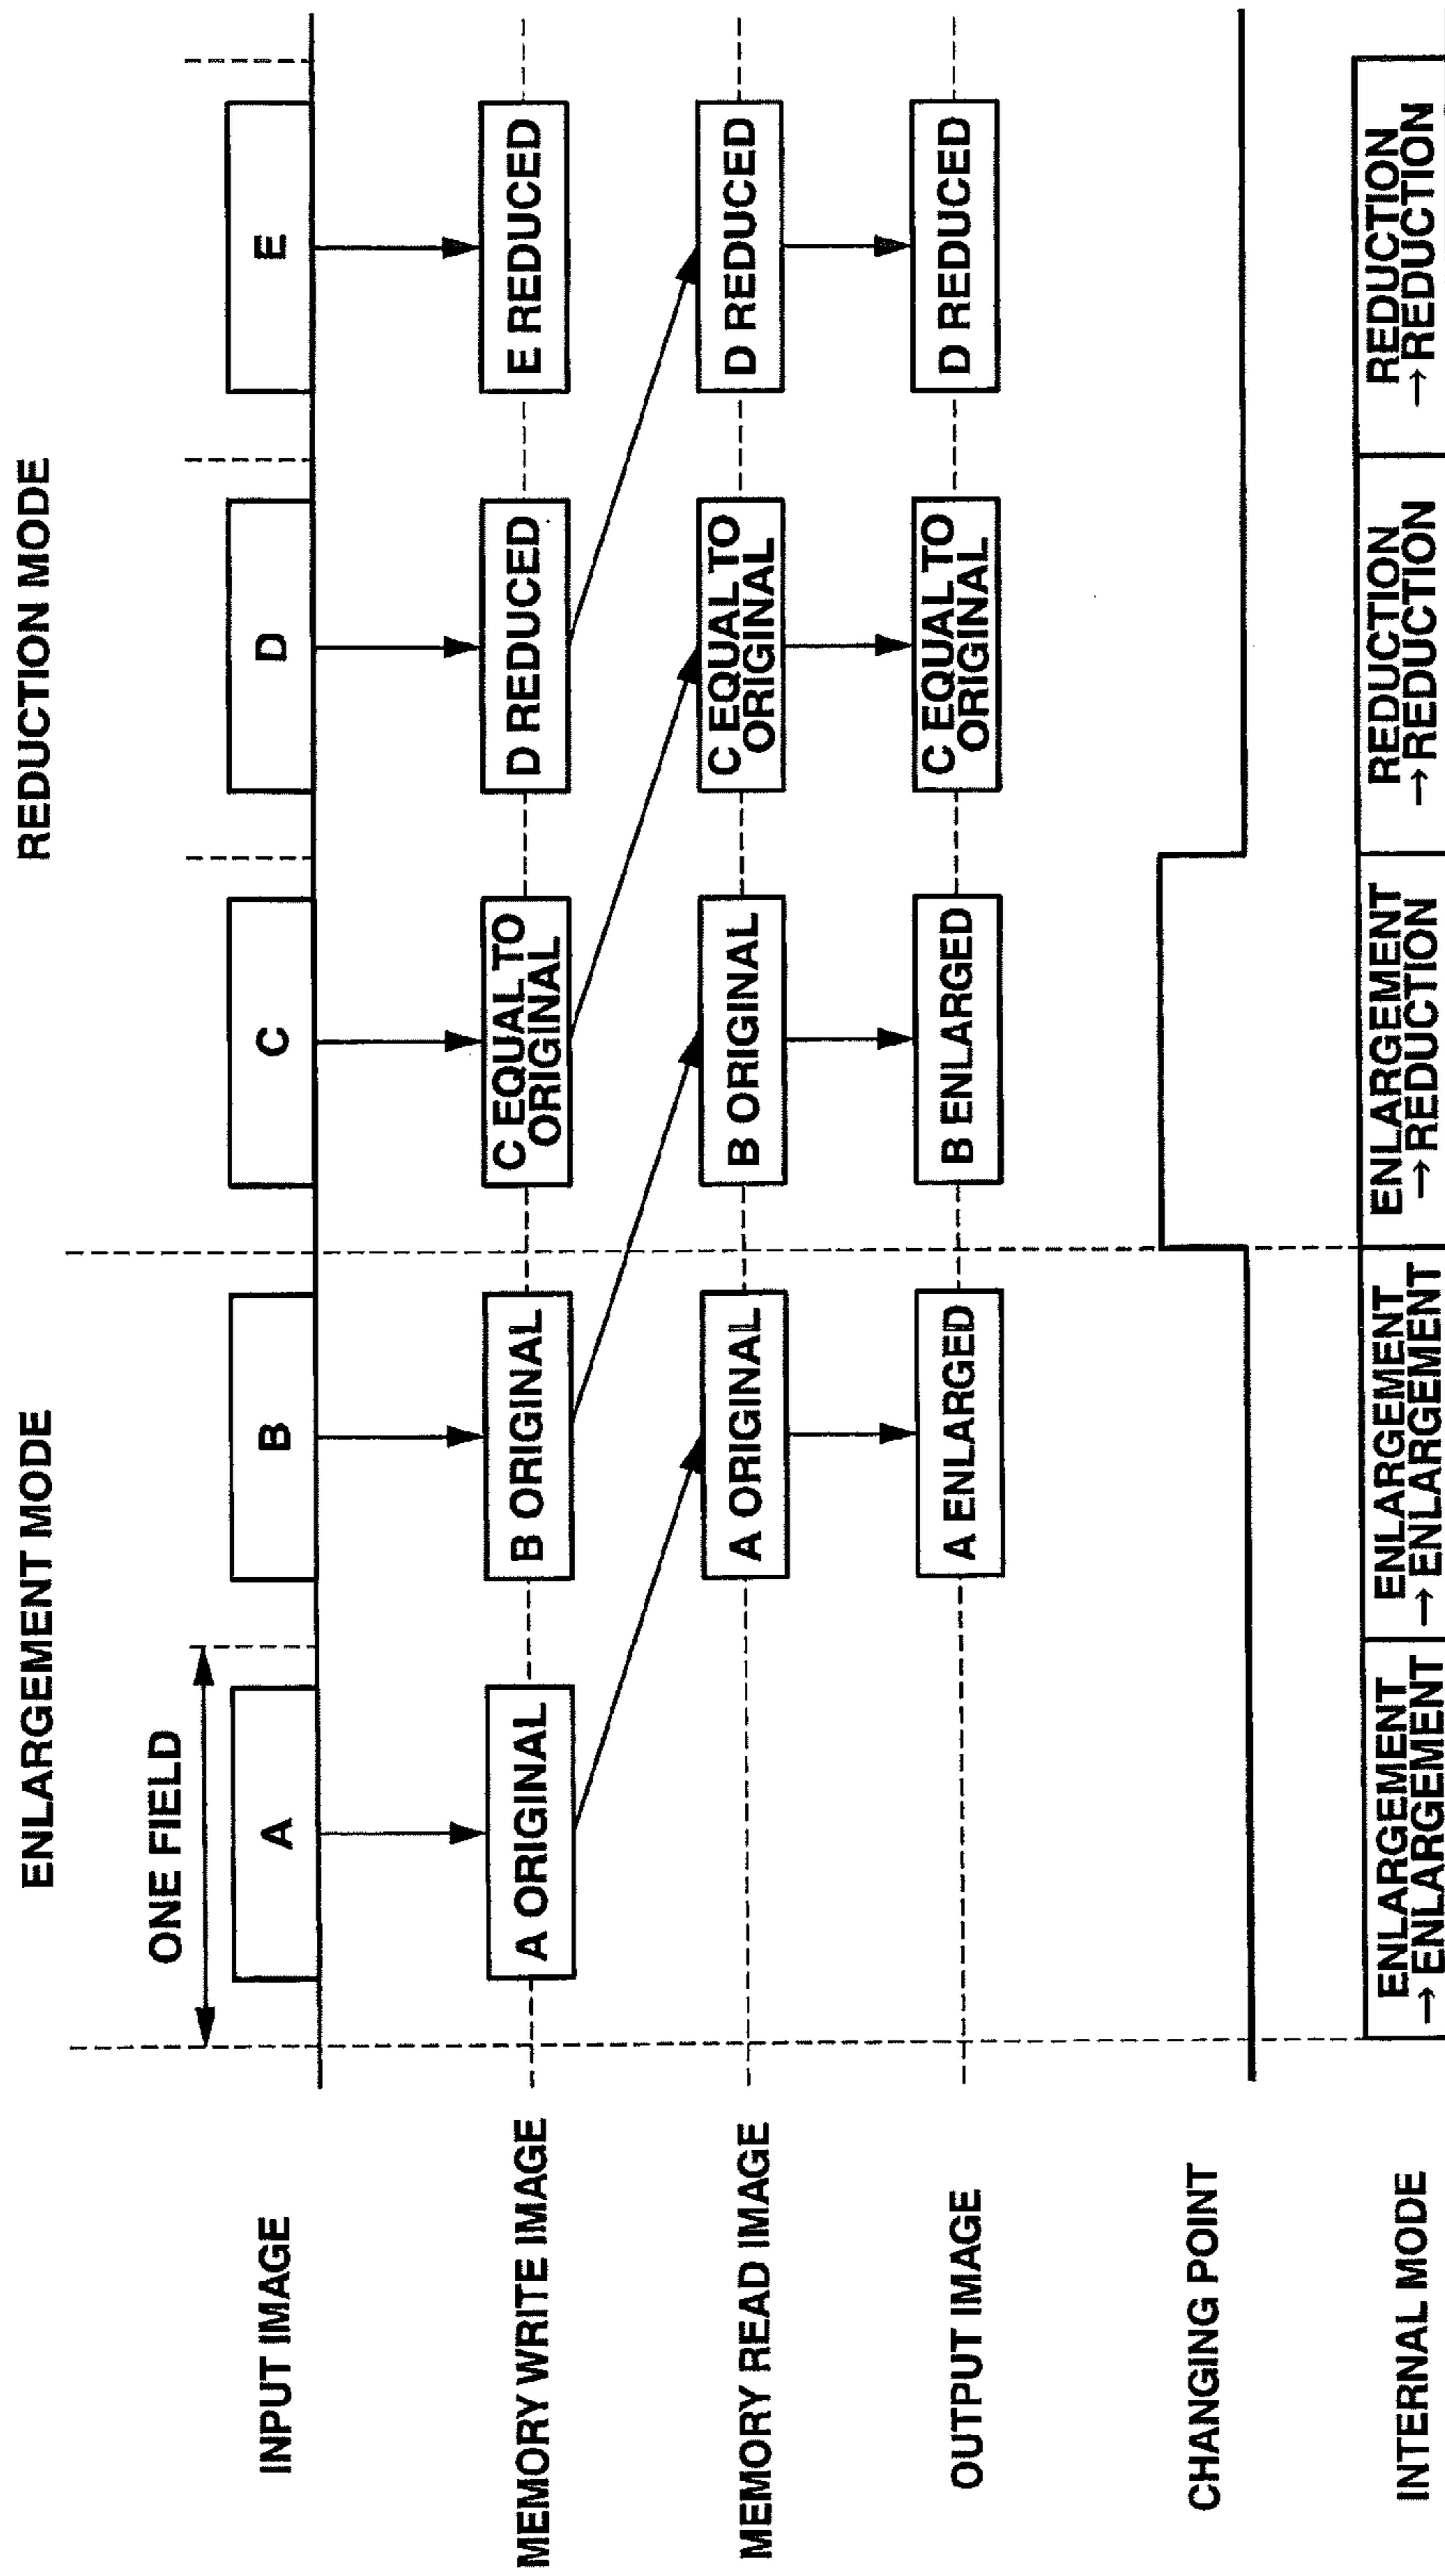 ENLARGEMENT MODE
REDUCTION MODE
ONE FIELD
INPUT IMAGE
A
B
C
D
E
MEMORY WRITE IMAGE
A ORIGINAL
B ORIGINAL
C EQUAL TO
ORIGINAL
D REDUCED
E REDUCED
MEMORY READ IMAGE
A ORIGINAL
B ORIGINAL
C EQUAL TO
ORIGINAL
D REDUCED
OUTPUT IMAGE
A ENLARGED
B ENLARGED
C EQUAL TO
ORIGINAL
D REDUCED
CHANGING POINT
INTERNAL MODE
ENLARGEMENT
→ ENLARGEMENT
ENLARGEMENT
→ ENLARGEMENT
ENLARGEMENT
→ REDUCTION
REDUCTION
→ REDUCTION
REDUCTION
→ REDUCTION